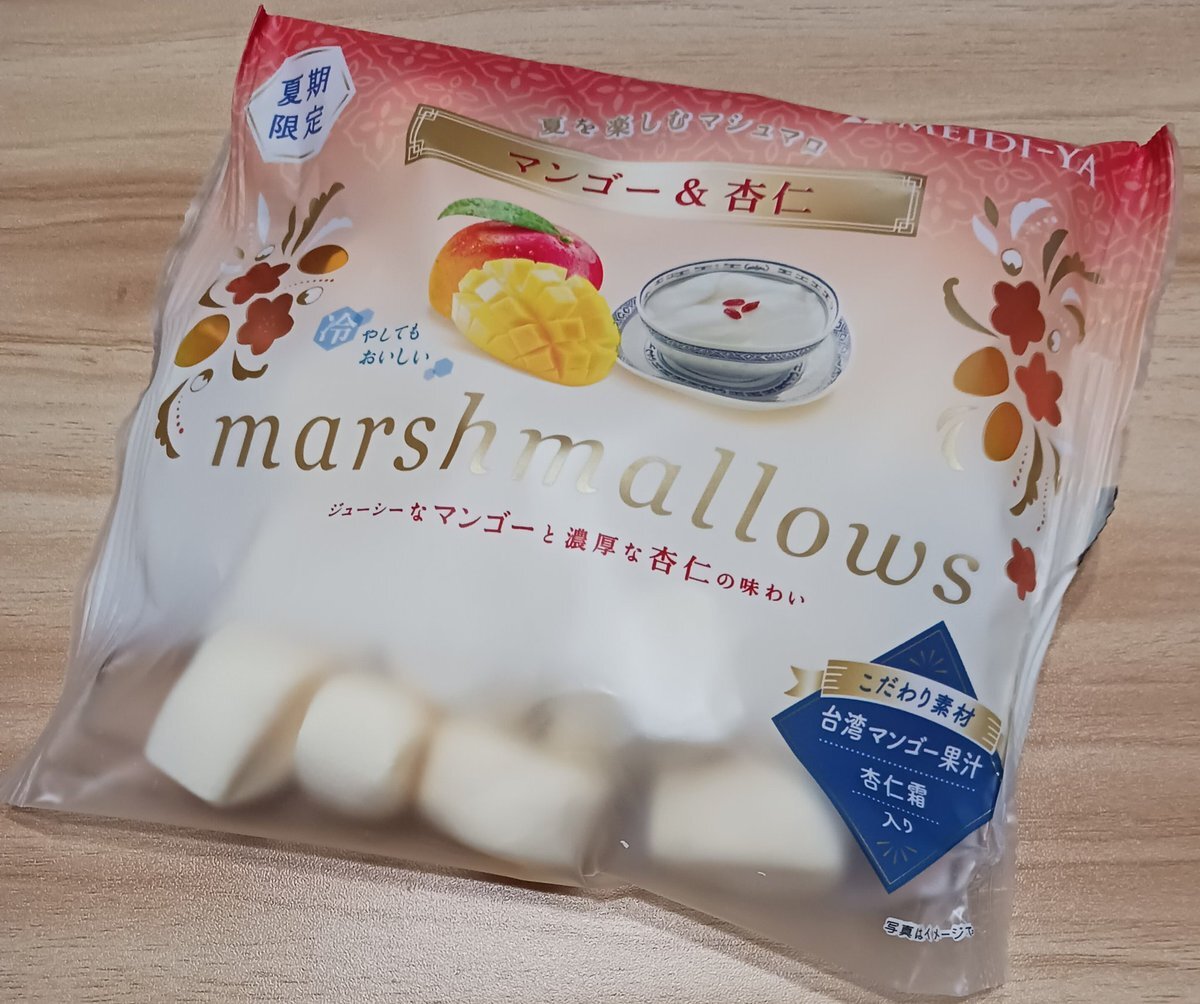 夏期
限定
MEIDI-YA
夏を楽しむマシュマロ
マンゴー&杏仁
冷やしても
おいしい
marshmallows
ジューシーなマンゴーと濃厚な杏仁の味わい
こだわり素材
台湾マンゴー果汁
杏仁霜
入り
写真はイメージで